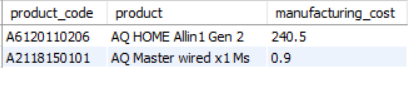 product_code product manufacturing_cost
A6120110206 AQ HOME Allin1 Gen 2 240.5
A2118150101 AQ Master wired x1 Ms 0.9